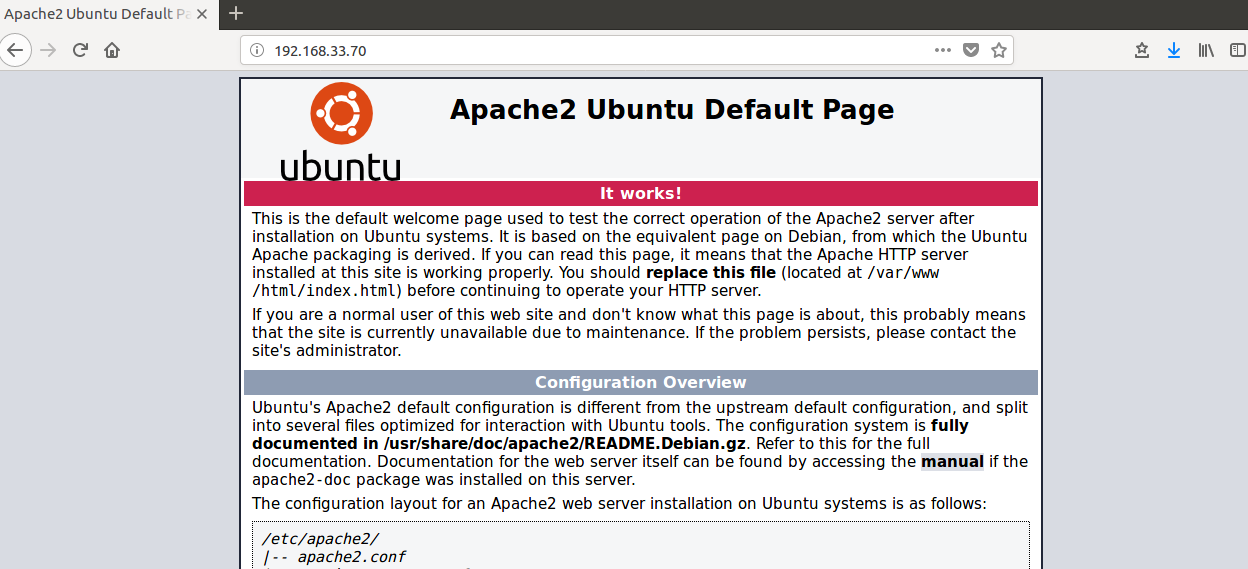 Apache2 Ubuntu Default Pa
192.168.33.70
ubuntu
Apache2 Ubuntu Default Page
It works!
This is the default welcome page used to test the correct operation of the Apache2 server after
installation on Ubuntu systems. It is based on the equivalent page on Debian, from which the Ubuntu
Apache packaging is derived. If you can read this page, it means that the Apache HTTP server
installed at this site is working properly. You should replace this file (located at /var/www
/html/index.html) before continuing to operate your HTTP server.
If you are a normal user of this web site and don't know what this page is about, this probably means
that the site is currently unavailable due to maintenance. If the problem persists, please contact the
site's administrator.
Configuration Overview
Ubuntu's Apache2 default configuration is different from the upstream default configuration, and split
into several files optimized for interaction with Ubuntu tools. The configuration system is fully
documented in /usr/share/doc/apache2/README.Debian.gz. Refer to this for the full
documentation. Documentation for the web server itself can be found by accessing the manual if the
apache2-doc package was installed on this server.
The configuration layout for an Apache2 web server installation on Ubuntu systems is as follows:
/etc/apache2/
|-- apache2.conf